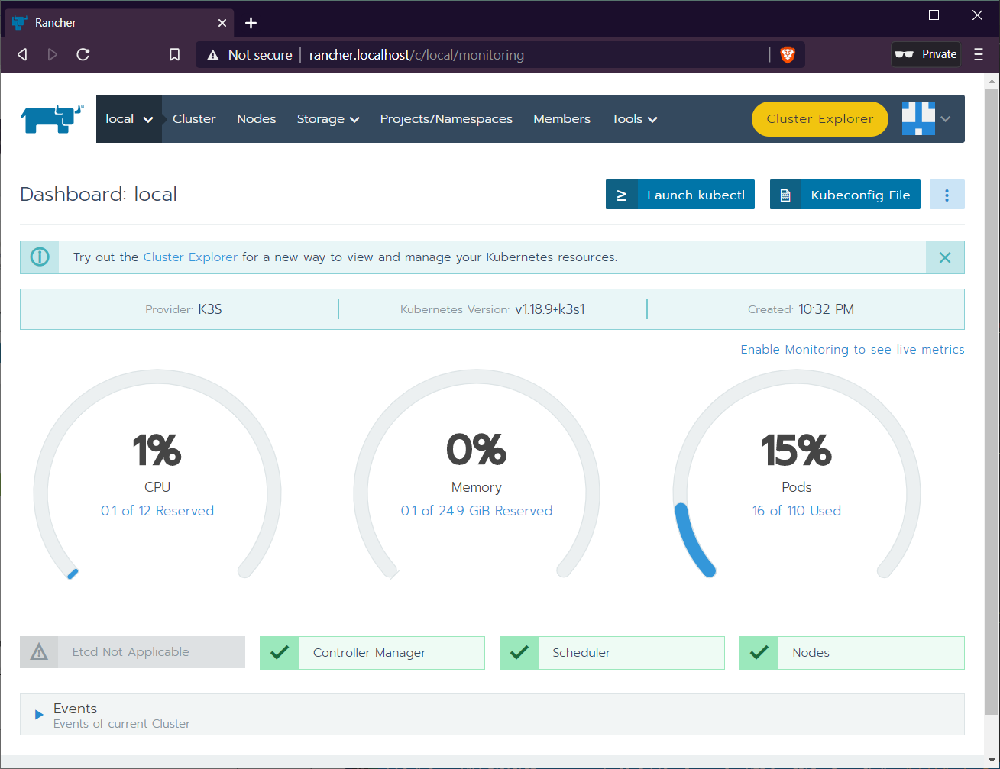 Rancher
Not secure | rancher.localhost/c/local/monitoring
Private
local
Cluster
Nodes
Storage
Projects/Namespaces
Members
Tools
Cluster Explorer
Dashboard: local
Launch kubectl
Kubeconfig File
Try out the Cluster Explorer for a new way to view and manage your Kubernetes resources.
Provider: K3S
Kubernetes Version: v1.18.9+k3s1
Created: 10:32 PM
Enable Monitoring to see live metrics
1%
CPU
0.1 of 12 Reserved
0%
Memory
0.1 of 24.9 GiB Reserved
15%
Pods
16 of 110 Used
Etcd Not Applicable
Controller Manager
Scheduler
Nodes
Events
Events of current Cluster